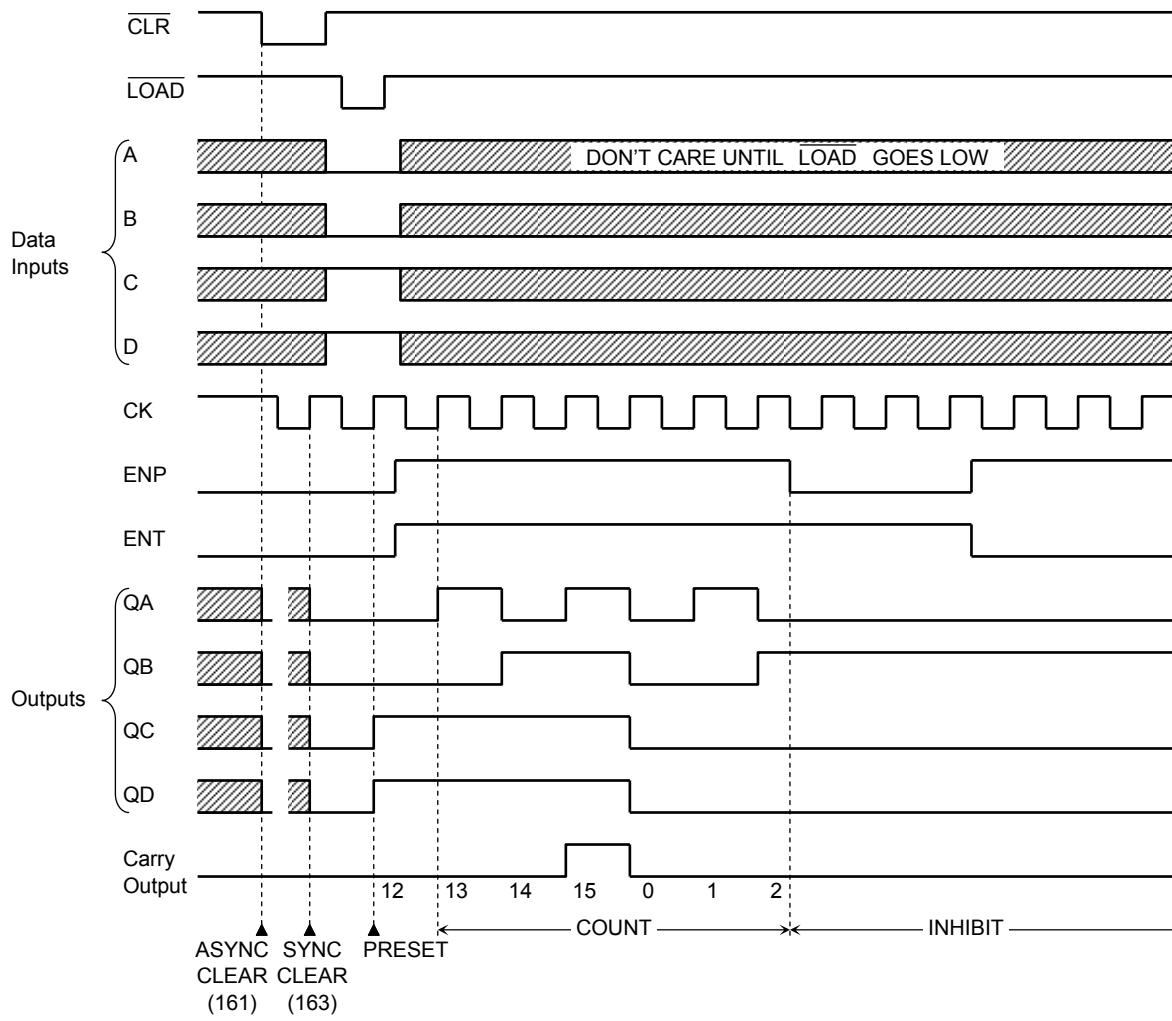 CLR
LOAD
A
DON'T CARE UNTIL LOAD GOES LOW
B
Data
Inputs
C
D
CK
ENP
ENT
QA
QB
Outputs
QC
QD
Carry
Output
12 13 14 15 0 1 2
COUNT
INHIBIT
ASYNC
CLEAR
(161)
SYNC
CLEAR
(163)
PRESET